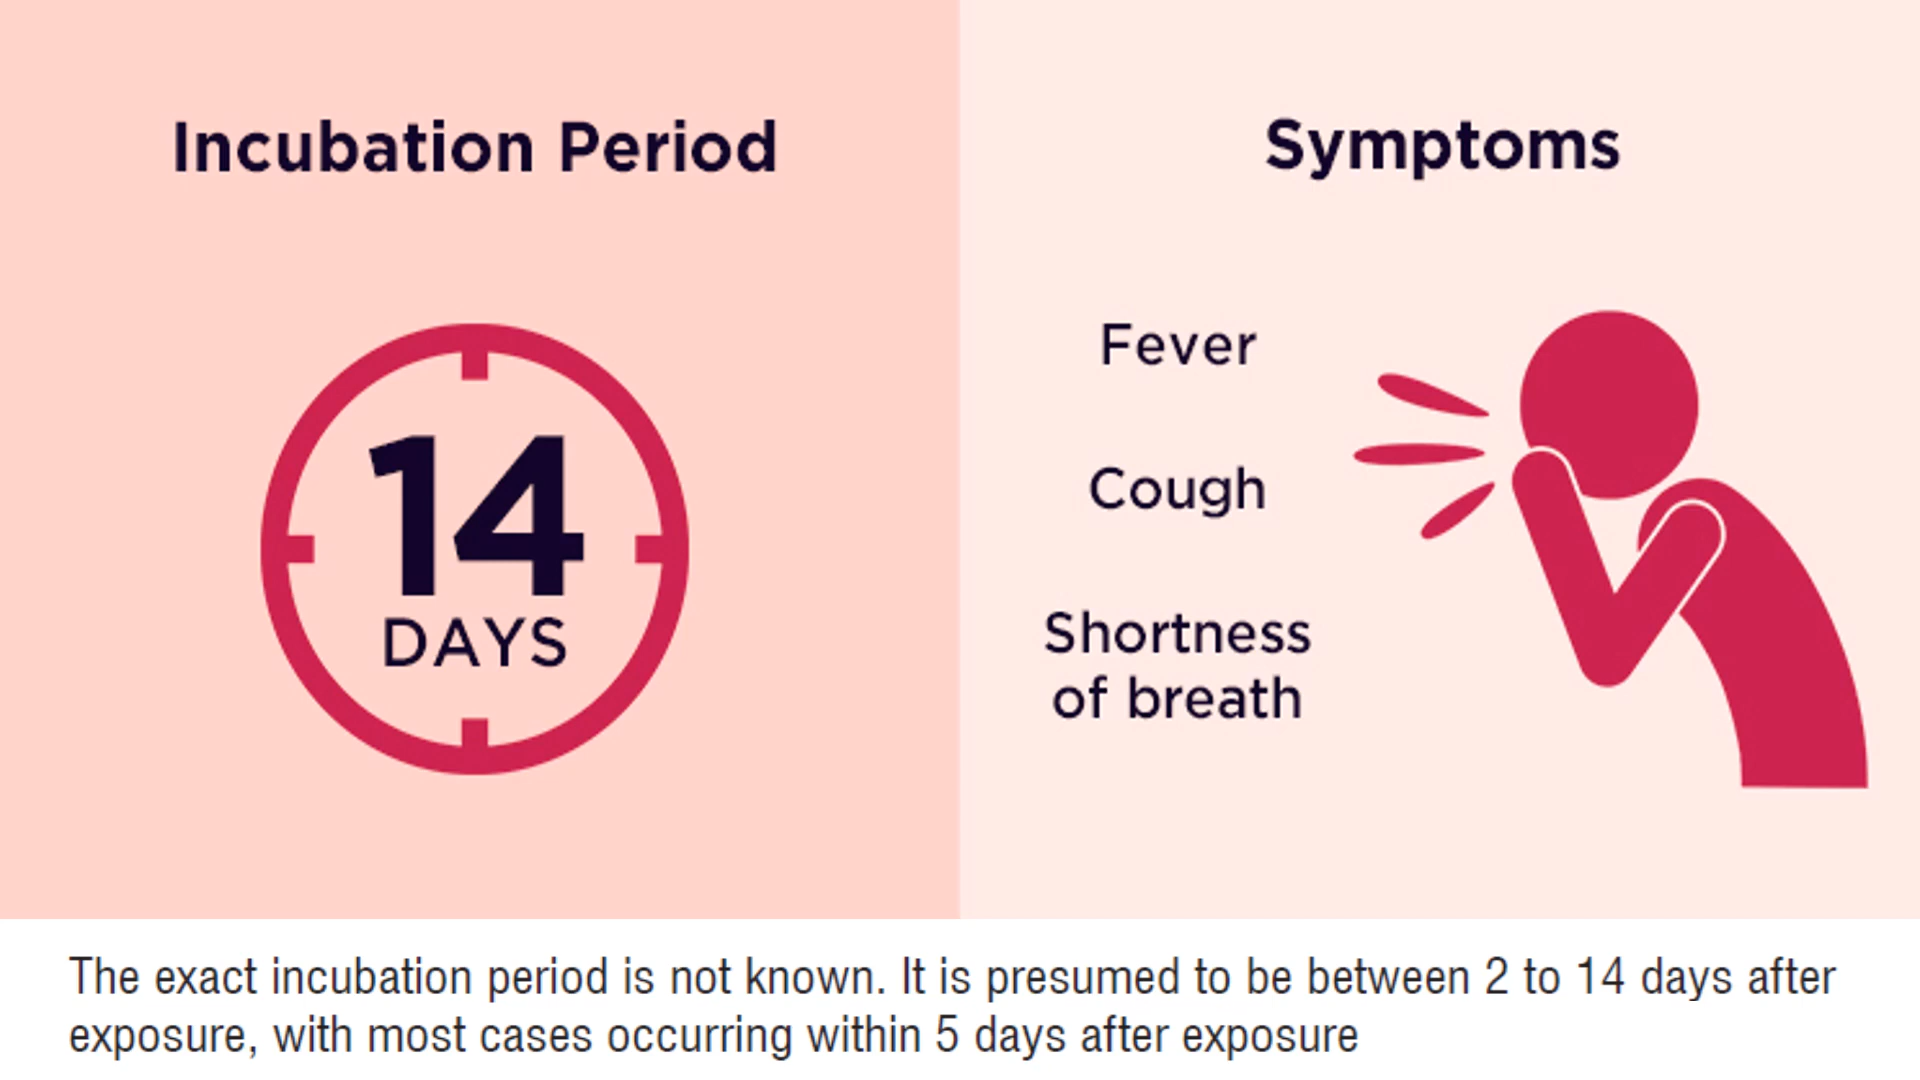 Incubation Period
14
DAYS
Symptoms
Fever
Cough
Shortness
of breath
The exact incubation period is not known. It is presumed to be between 2 to 14 days after
exposure, with most cases occurring within 5 days after exposure